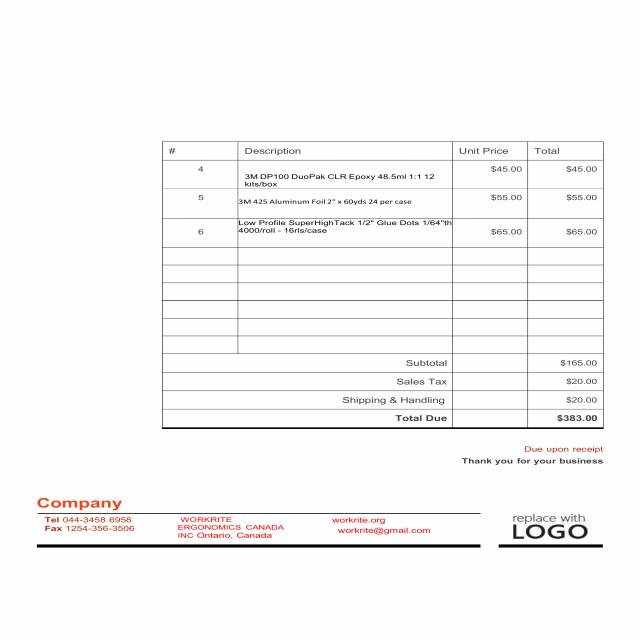 # Description Unit Price Total
4 $45.00 $45.00
3M DP100 DuoPak CLR Epoxy 48.5ml 1:1 12
kits/box
5 $55.00 $55.00
3M 425 Aluminum Foil 2" x 60yds 24 per case
Low Profile SuperHighTack 1/2" Glue Dots 1/64"th
6 4000/roll - 16rls/case $65.00 $65.00
Subtotal $165.00
Sales Tax $20.00
Shipping & Handling $20.00
Total Due $383.00
Due upon receipt
Thank you for your business
Company
Tel 044-3458 6958 WORKRITE workrite.org replace with
Fax 1254-356-3506 ERGONOMICS CANADA workrite@gmail.com LOGO
INC Ontario, Canada